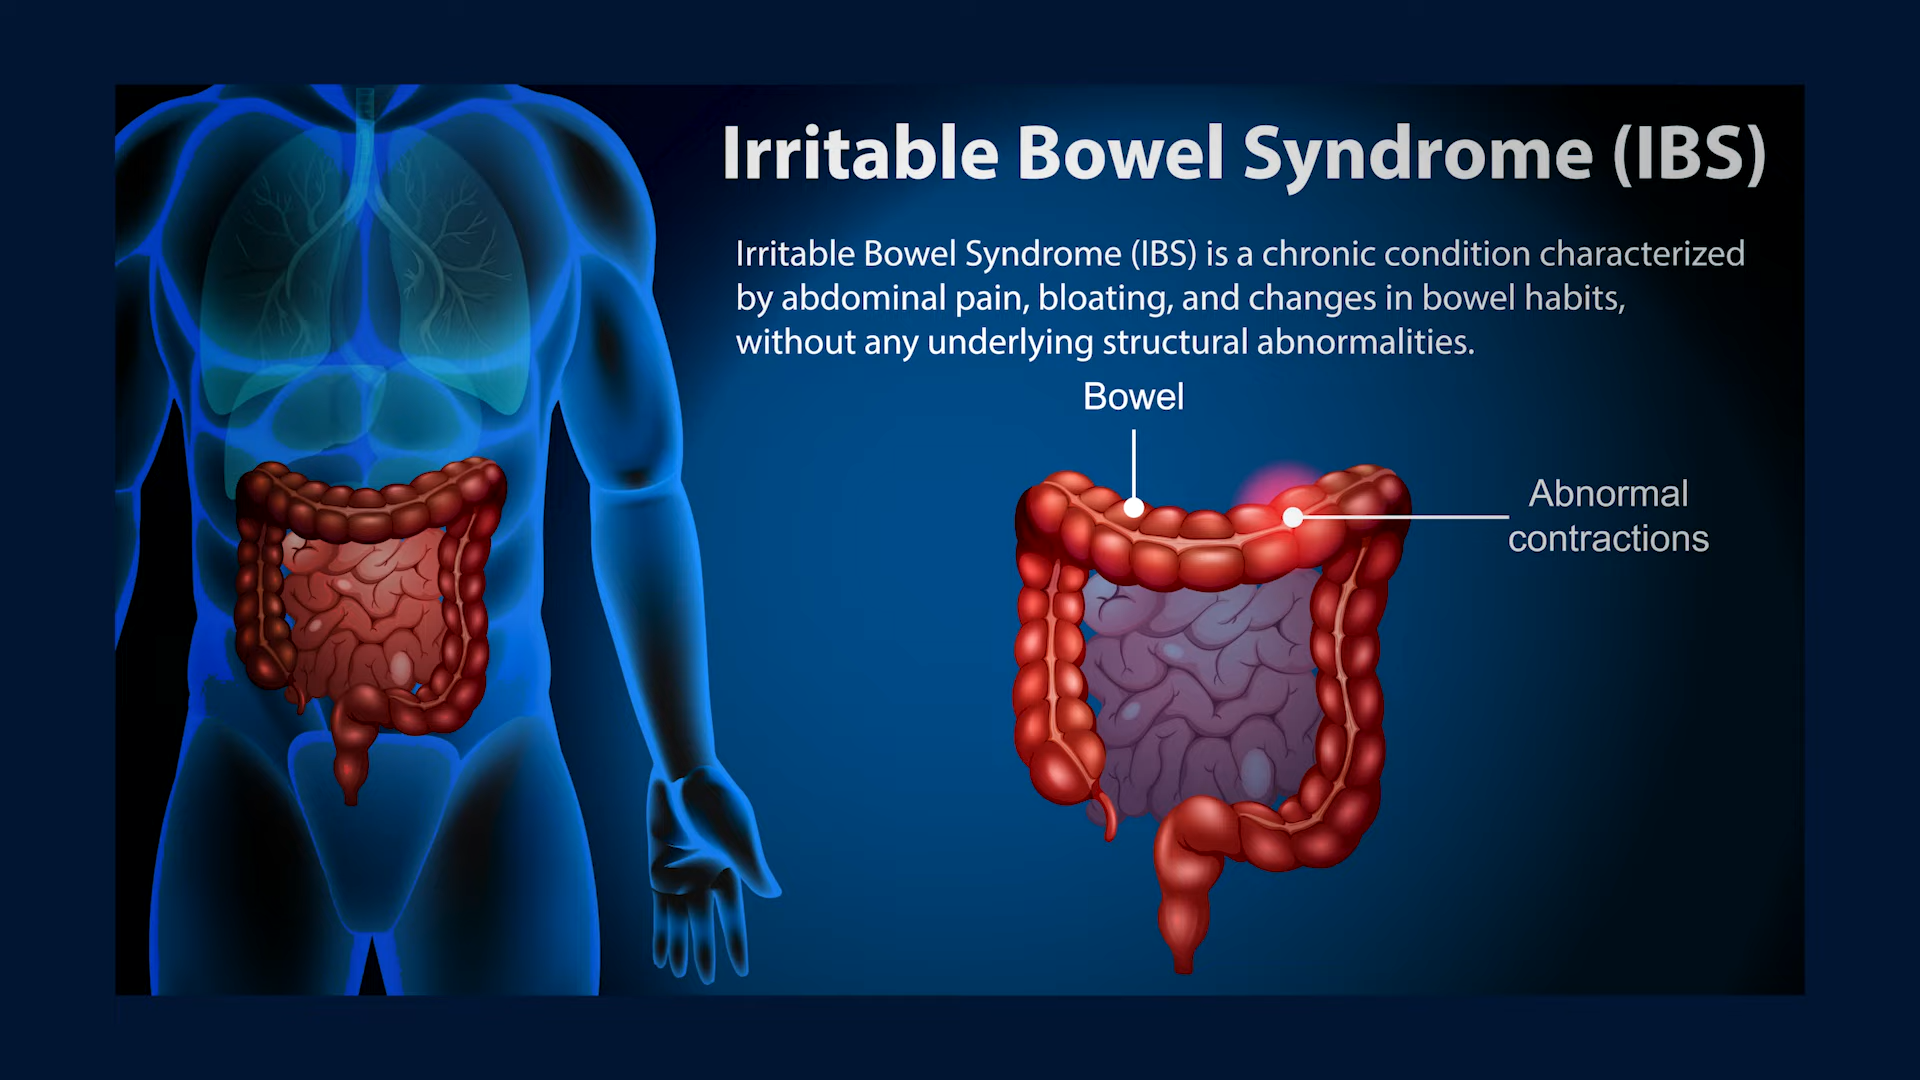 Irritable Bowel Syndrome (IBS)
Irritable Bowel Syndrome (IBS) is a chronic condition characterized
by abdominal pain, bloating, and changes in bowel habits,
without any underlying structural abnormalities.
Bowel
Abnormal
contractions